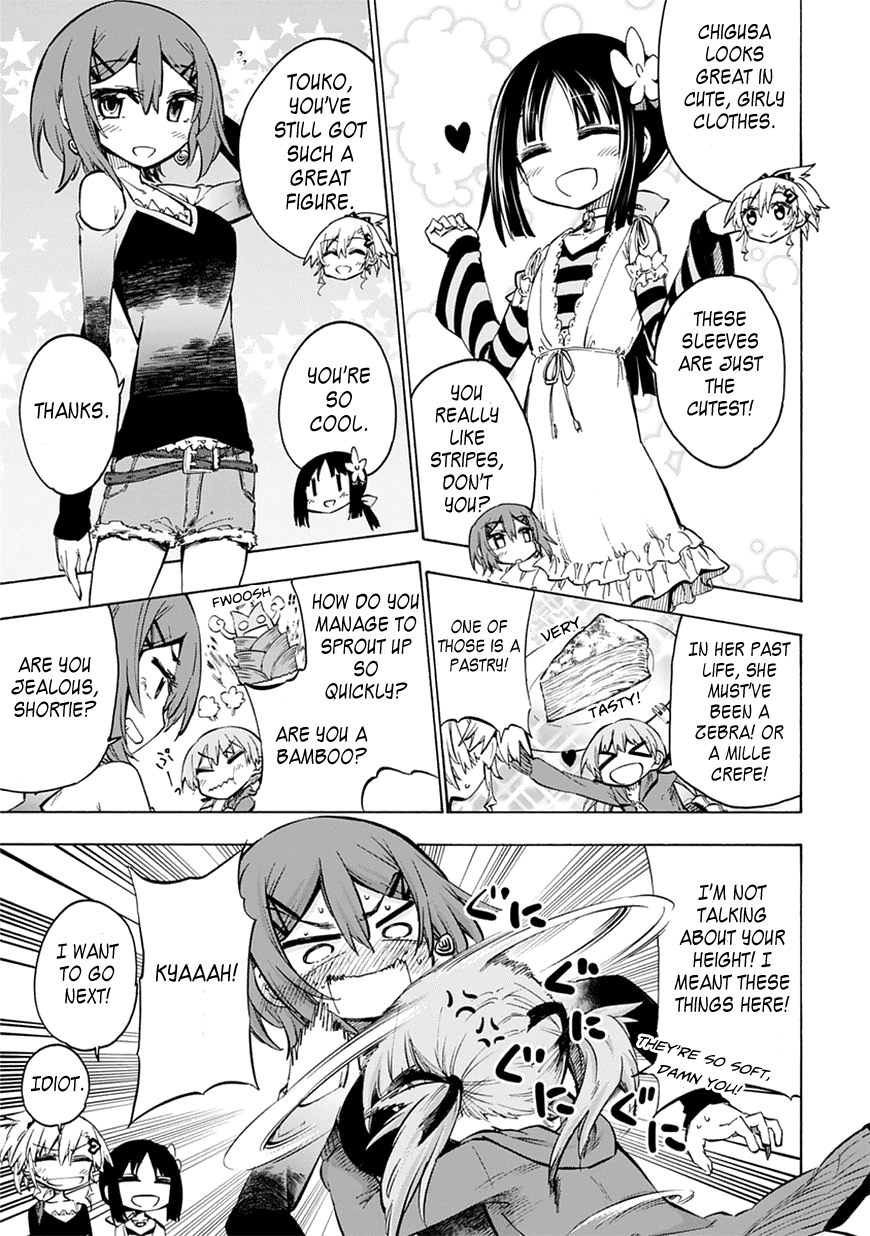 CHIGUSA
LOOKS
GREAT IN
CUTE, GIRLY
CLOTHES.
THESE
SLEEVES
ARE JUST
THE
CUTEST!
YOU
REALLY
LIKE
STRIPES,
DON'T
YOU?
TOUKO,
YOU'VE
STILL GOT
SUCH A
GREAT
FIGURE.
YOU'RE
SO
COOL.
THANKS.
IN HER PAST
LIFE, SHE
MUST'VE
BEEN A
ZEBRA! OR
A MILLE
CREPE!
VERY
TASTY!
ONE OF
THOSE IS A
PASTRY!
HOW DO YOU
MANAGE TO
SPROUT UP
SO
QUICKLY?
ARE YOU A
BAMBOO?
FWOOSH
ARE YOU
JEALOUS,
SHORTIE?
I'M NOT
TALKING
ABOUT YOUR
HEIGHT! I
MEANT THESE
THINGS HERE!
THEY'RE SO SOFT,
DAMN YOU!
ぐに
ぐに
ぐに
ぐに
KYAAAH!
I WANT
TO GO
NEXT!
IDIOT.